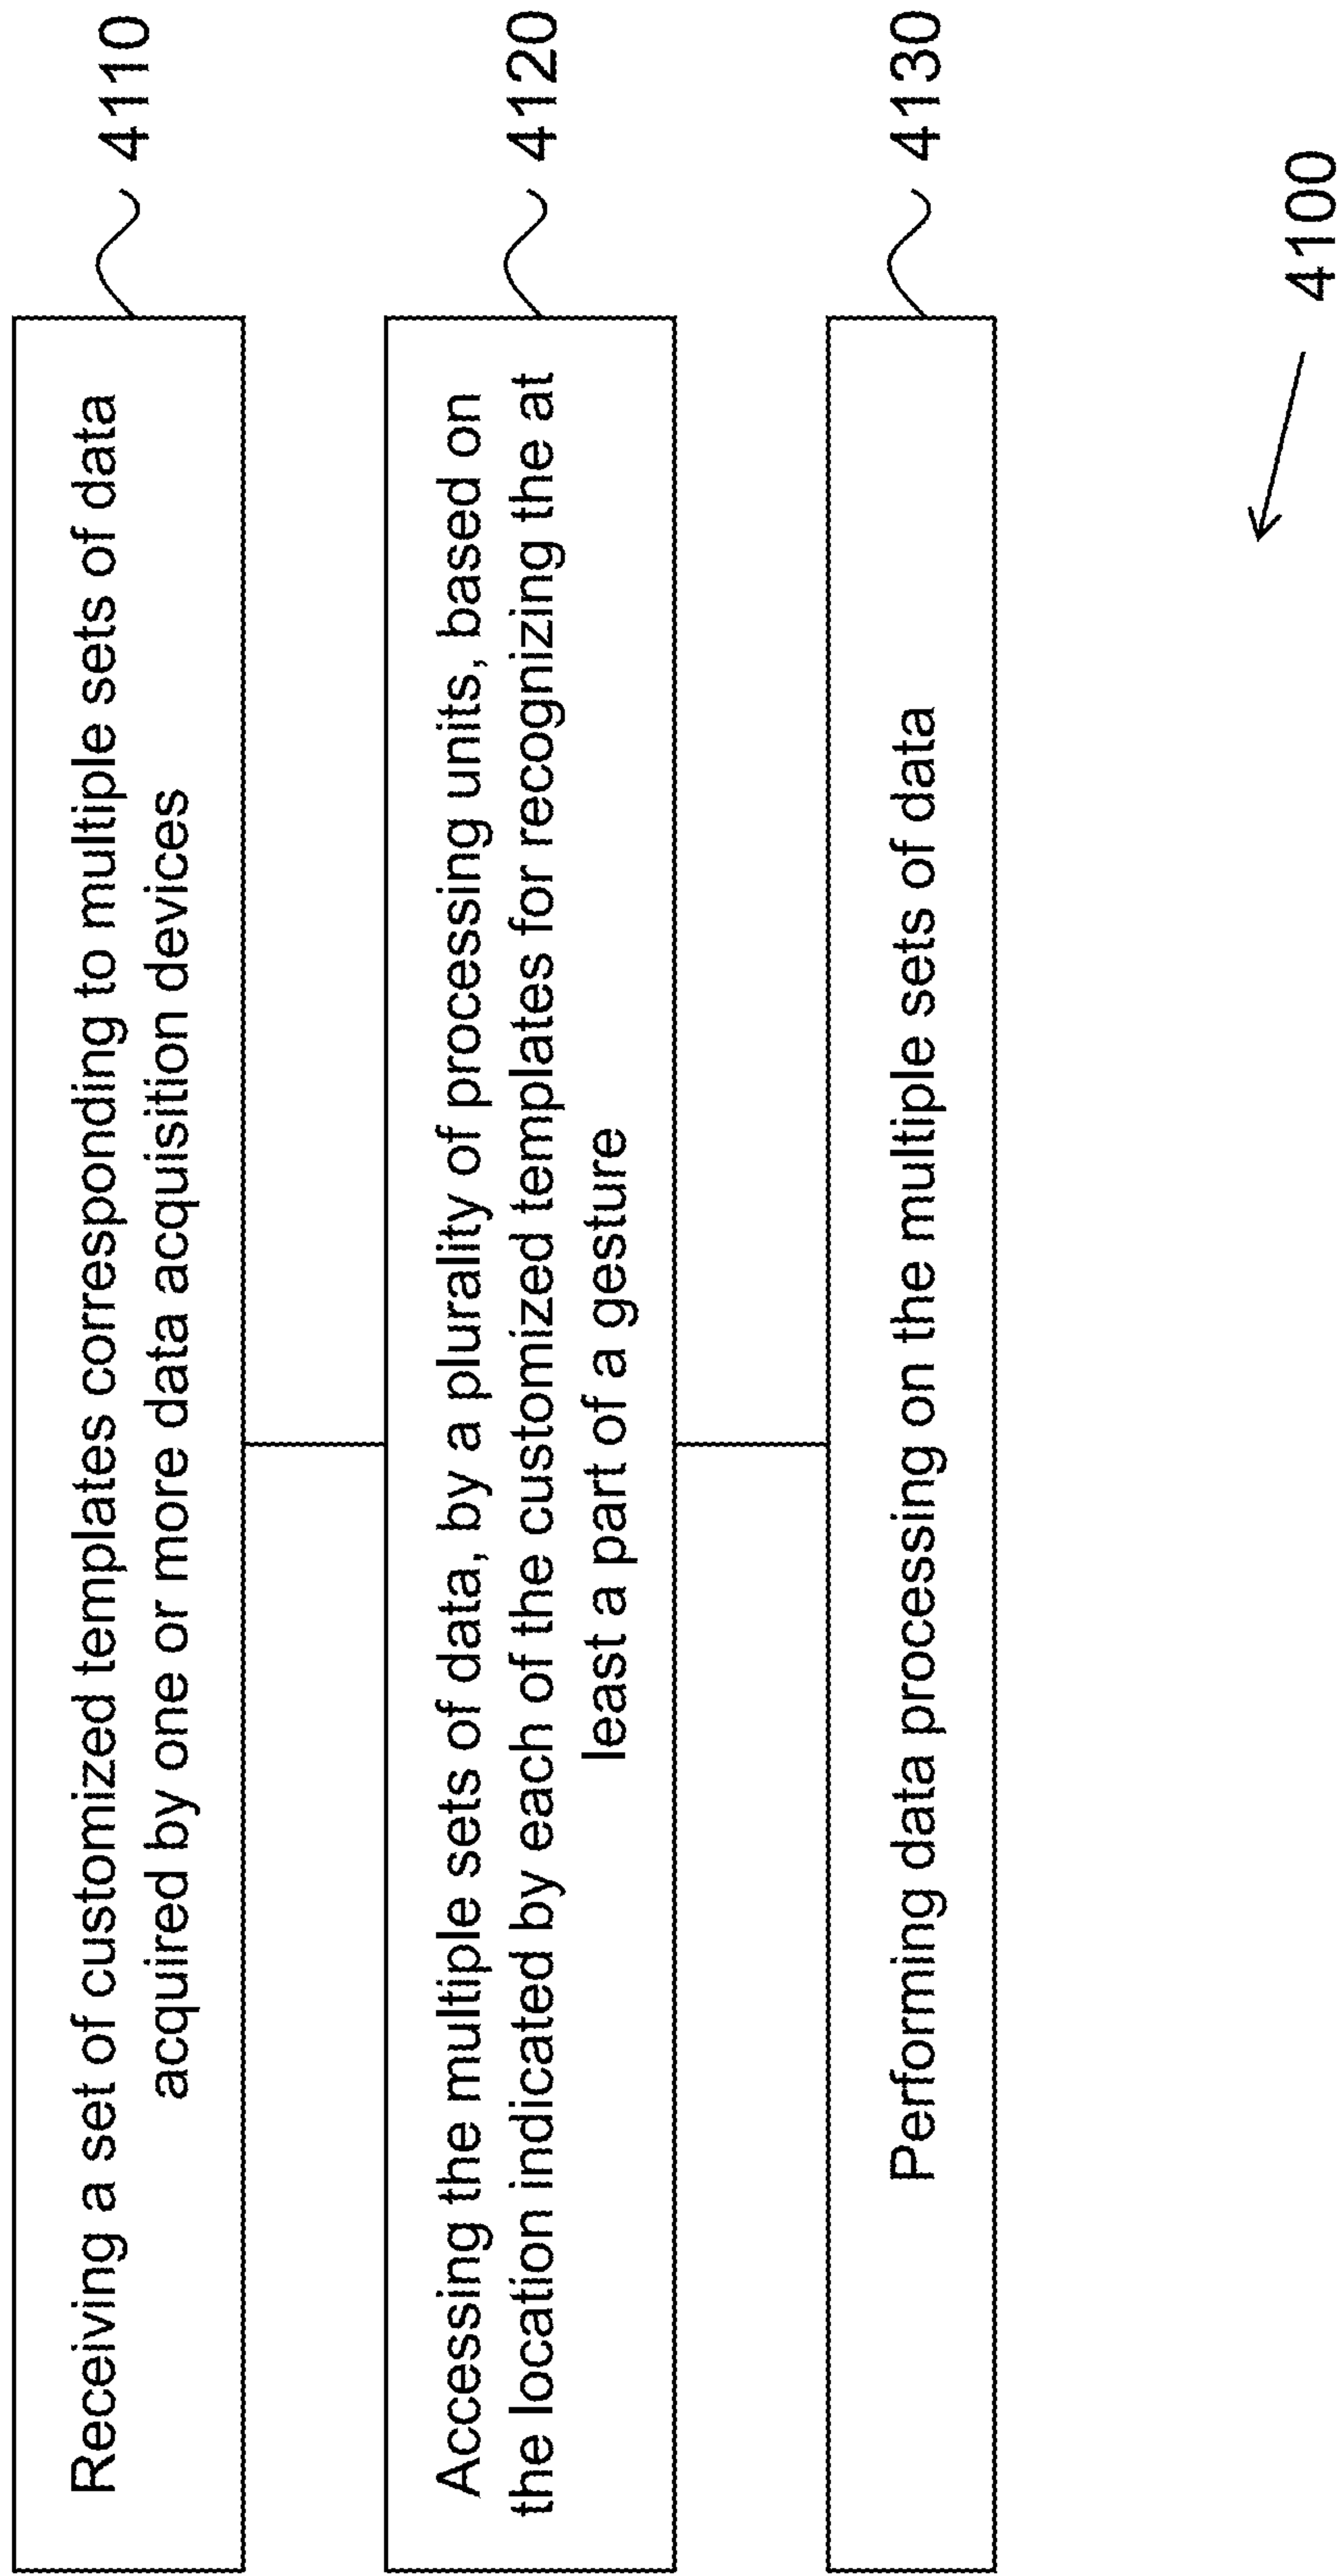 Receiving a set of customized templates corresponding to multiple sets of data
acquired by one or more data acquisition devices
4110
Accessing the multiple sets of data, by a plurality of processing units, based on
the location indicated by each of the customized templates for recognizing the at
least a part of a gesture
4120
Performing data processing on the multiple sets of data
4130
4100